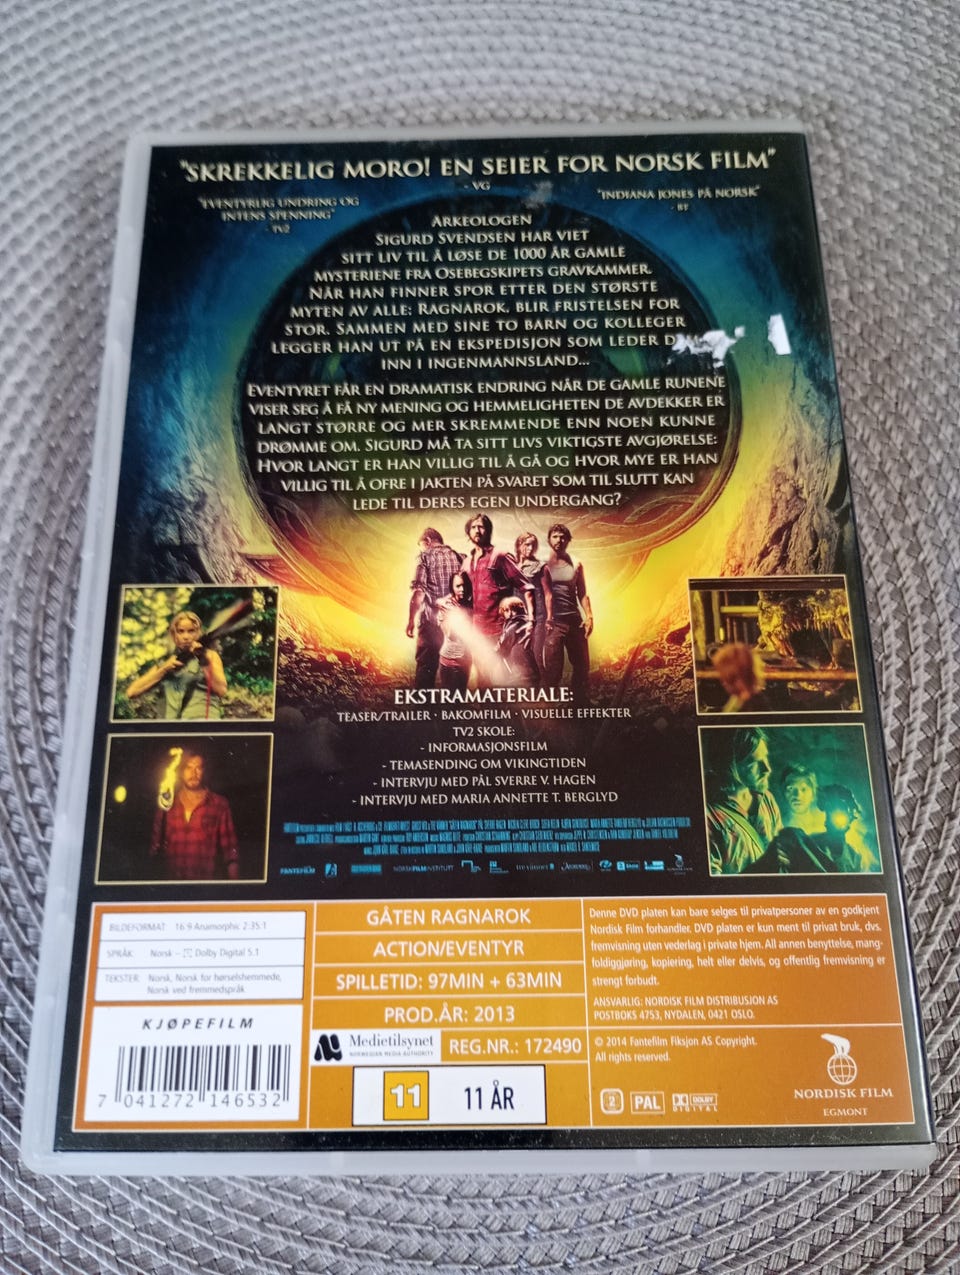 "SKREKKELIG MORO! EN SEIER FOR NORSK FILM"
- VG
"EVENTYRLIG UNDRING OG
INTENS SPENNING"
- TV2
"INDIANA JONES PÅ NORSK"
- BT
ARKEOLOGEN
SIGURD SVENDSEN HAR VIET
SITT LIV TIL Å LØSE DE 1000 ÅR GAMLE
MYSTERIENE FRA OSEBEGSKIPETS GRAVKAMMER.
NÅR HAN FINNER SPOR ETTER DEN STØRSTE
MYTEN AV ALLE: RAGNAROK, BLIR FRISTELSEN FOR
STOR. SAMMEN MED SINE TO BARN OG KOLLEGER
LEGGER HAN UT PÅ EN EKSPEDISJON SOM LEDER
INN I INGENMANNSLAND...
EVENTYRET FÅR EN DRAMATISK ENDRING NÅR DE GAMLE RUNENE
VISER SEG Å FÅ NY MENING OG HEMMELIGHETEN DE AVDEKKER ER
LANGT STØRRE OG MER SKREMMENDE ENN NOEN KUNNE
DRØMME OM. SIGURD MÅ TA SITT LIVS VIKTIGSTE AVGJØRELSE:
HVOR LANGT ER HAN VILLIG TIL Å GÅ OG HVOR MYE ER HAN
VILLIG TIL Å OFRE I JAKTEN PÅ SVARET SOM TIL SLUTT KAN
LEDE TIL DERES EGEN UNDERGANG?
EKSTRAMATERIALE:
TEASER/TRAILER · BAKOMFILM · VISUELLE EFFEKTER
TV2 SKOLE:
- INFORMASJONSFILM
- TEMASENDING OM VIKINGTIDEN
- INTERVJU MED PÅL SVERRE V. HAGEN
- INTERVJU MED MARIA ANNETTE T. BERGLYD
FANTEFILM
NORSK FILMINSTITUTT
BILDEFORMAT 16:9 Anamorphic 2:35:1
SPRÅK Norsk - Dolby Digital 5.1
TEKSTER Norsk, Norsk for hørselshemmede,
Norsk ved fremmedspråk
KJØPEFILM
7 041272 146532
GÅTEN RAGNAROK
ACTION/EVENTYR
SPILLETID: 97MIN + 63MIN
PROD.ÅR: 2013
Medietilsynet
NORWEGIAN MEDIA AUTHORITY
REG.NR.: 172490
11 11 ÅR
Denne DVD platen kan bare selges til privatpersoner av en godkjent
Nordisk Film forhandler. DVD platen er kun ment til privat bruk, dvs.
fremvisning uten vederlag i private hjem. All annen benyttelse, mang-
foldiggjøring, kopiering, helt eller delvis, og offentlig fremvisning er
strengt forbudt.
ANSVARLIG: NORDISK FILM DISTRIBUSJON AS
POSTBOKS 4753, NYDALEN, 0421 OSLO.
© 2014 Fantefilm Fiksjon AS Copyright.
All rights reserved.
2 PAL DOLBY
DIGITAL
NORDISK FILM
EGMONT